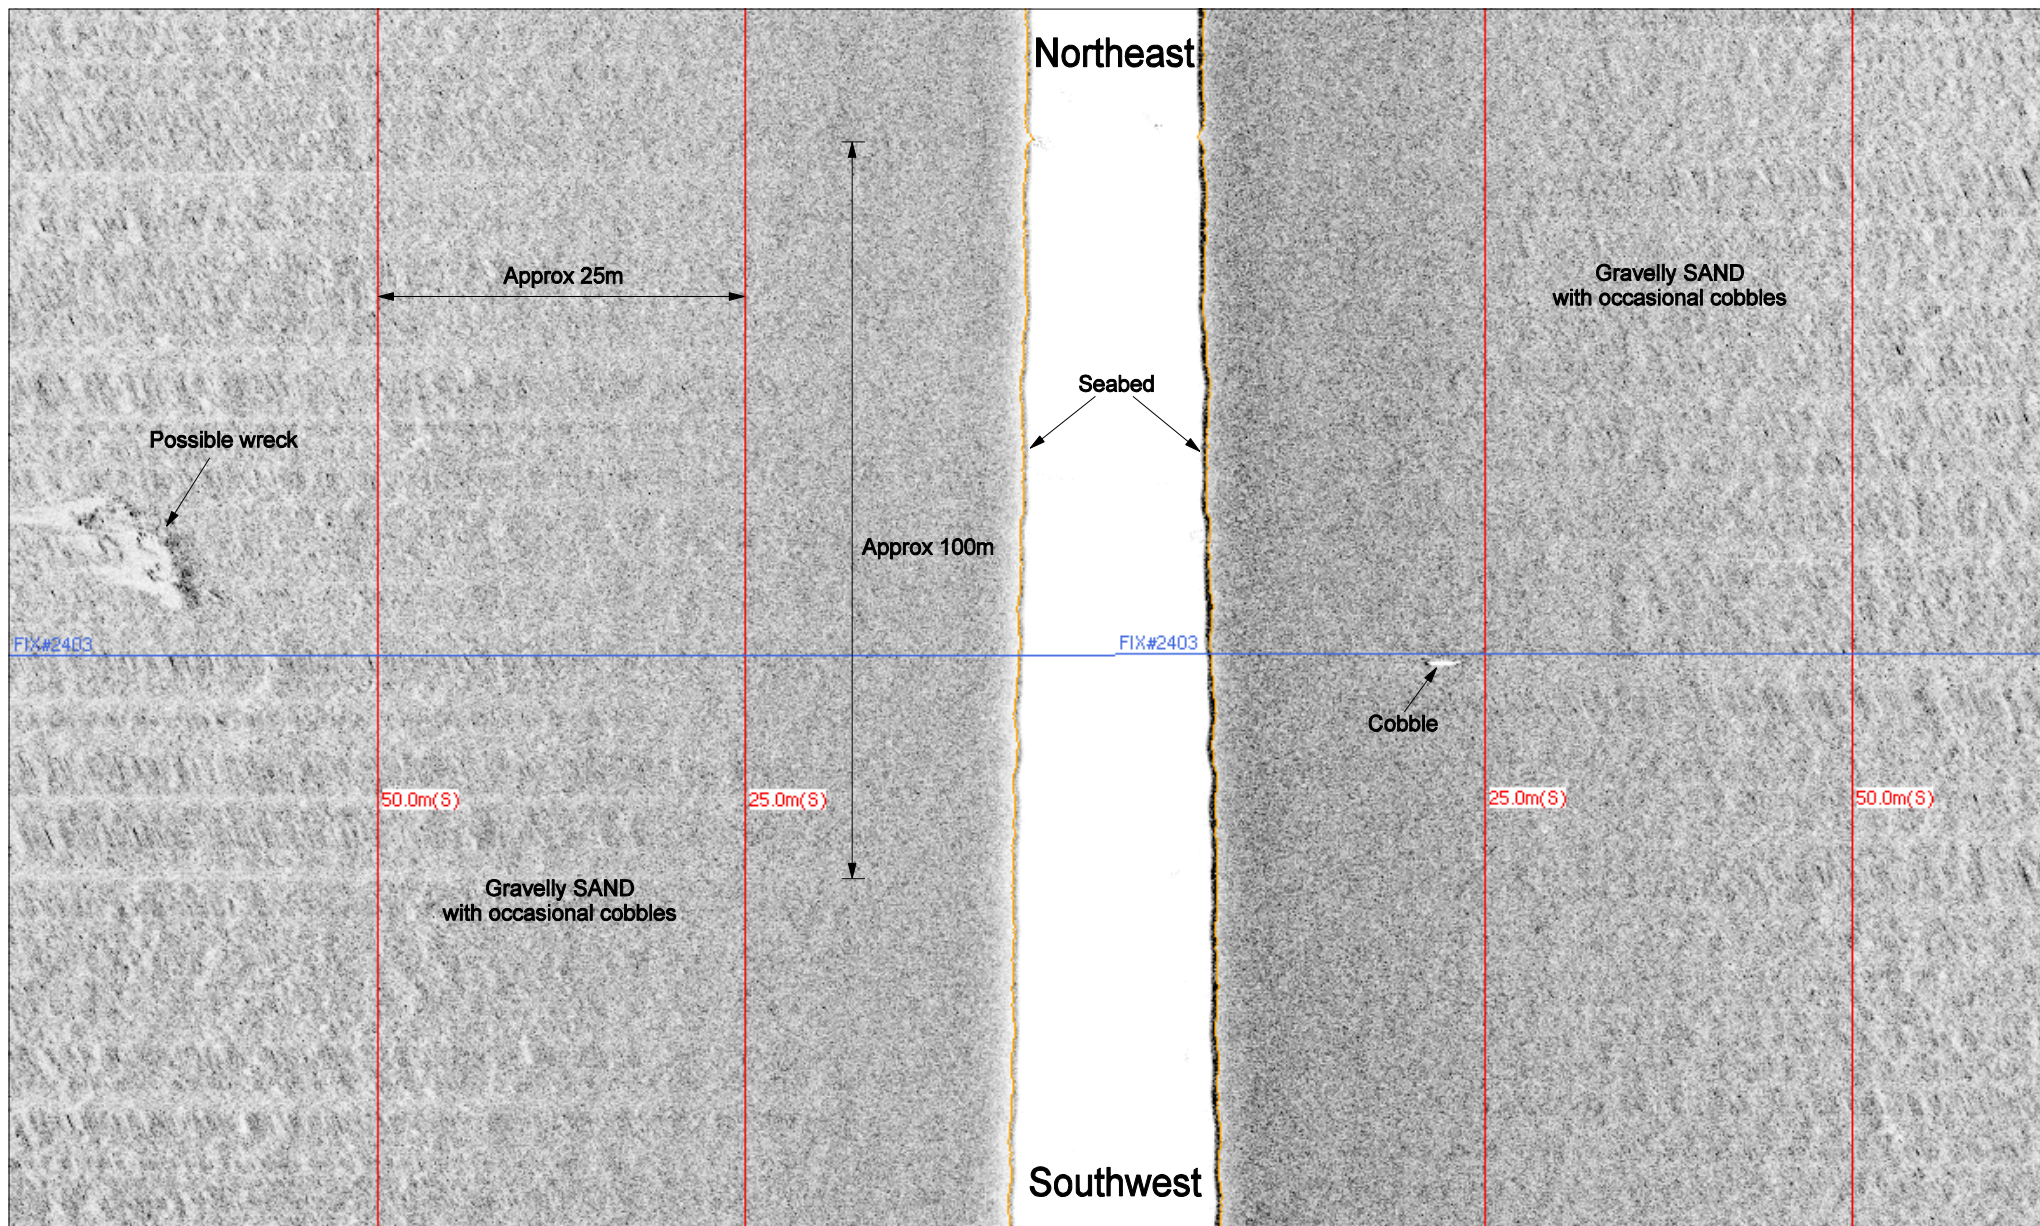 Northeast
Approx 25m
Gravelly SAND
with occasional cobbles
Seabed
Possible wreck
Approx 100m
FIX#2403
FIX#2403
Cobble
50.0m(S)
25.0m(S)
25.0m(S)
50.0m(S)
Gravelly SAND
with occasional cobbles
Southwest